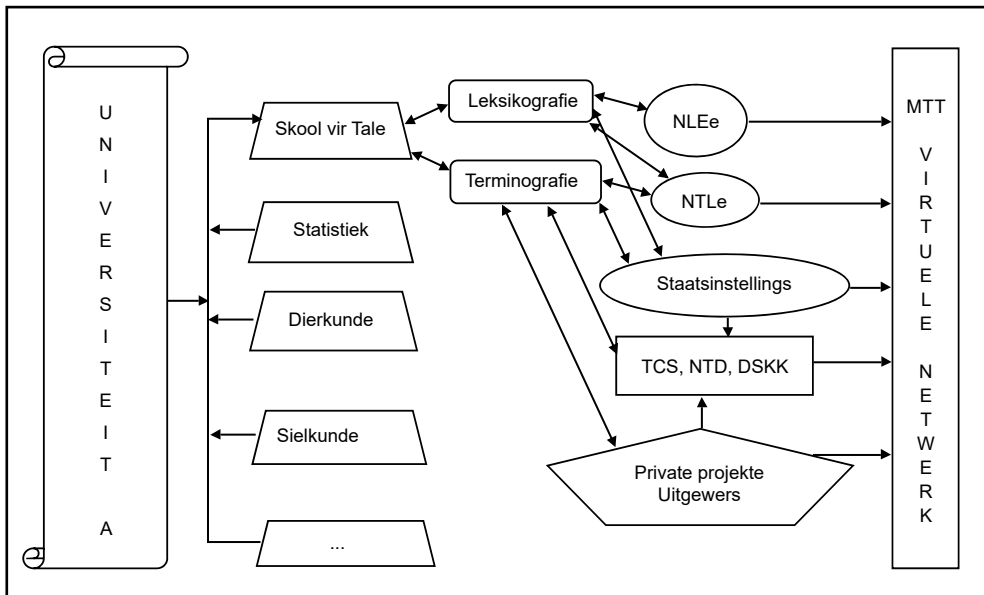 UNIVERSITEIT A
Skool vir Tale
Statistiek
Dierkunde
Sielkunde
...
Leksikografie
Terminografie
NLEe
NTLe
Staatsinstellings
TCS, NTD, DSKK
Private projekte
Uitgewers
MTT
VIRTUELE NETWERK